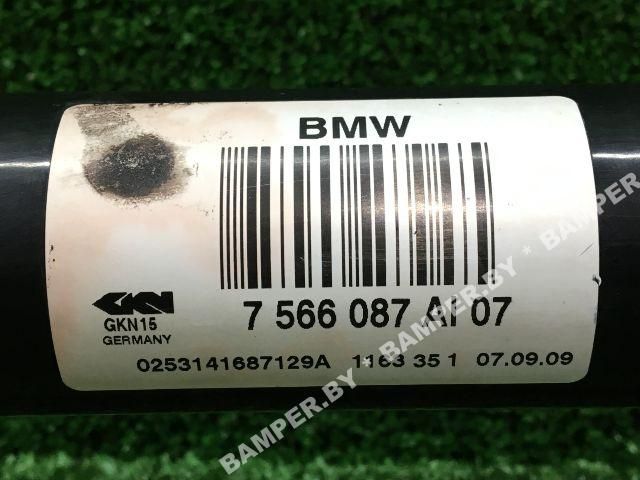 BMW
7 566 087 AI 07
GKN
GKN15
GERMANY
0253141687129A 1163 35 1 07.09.09
BAMPER.BY * BAMPER.BY * BAMPER.BY